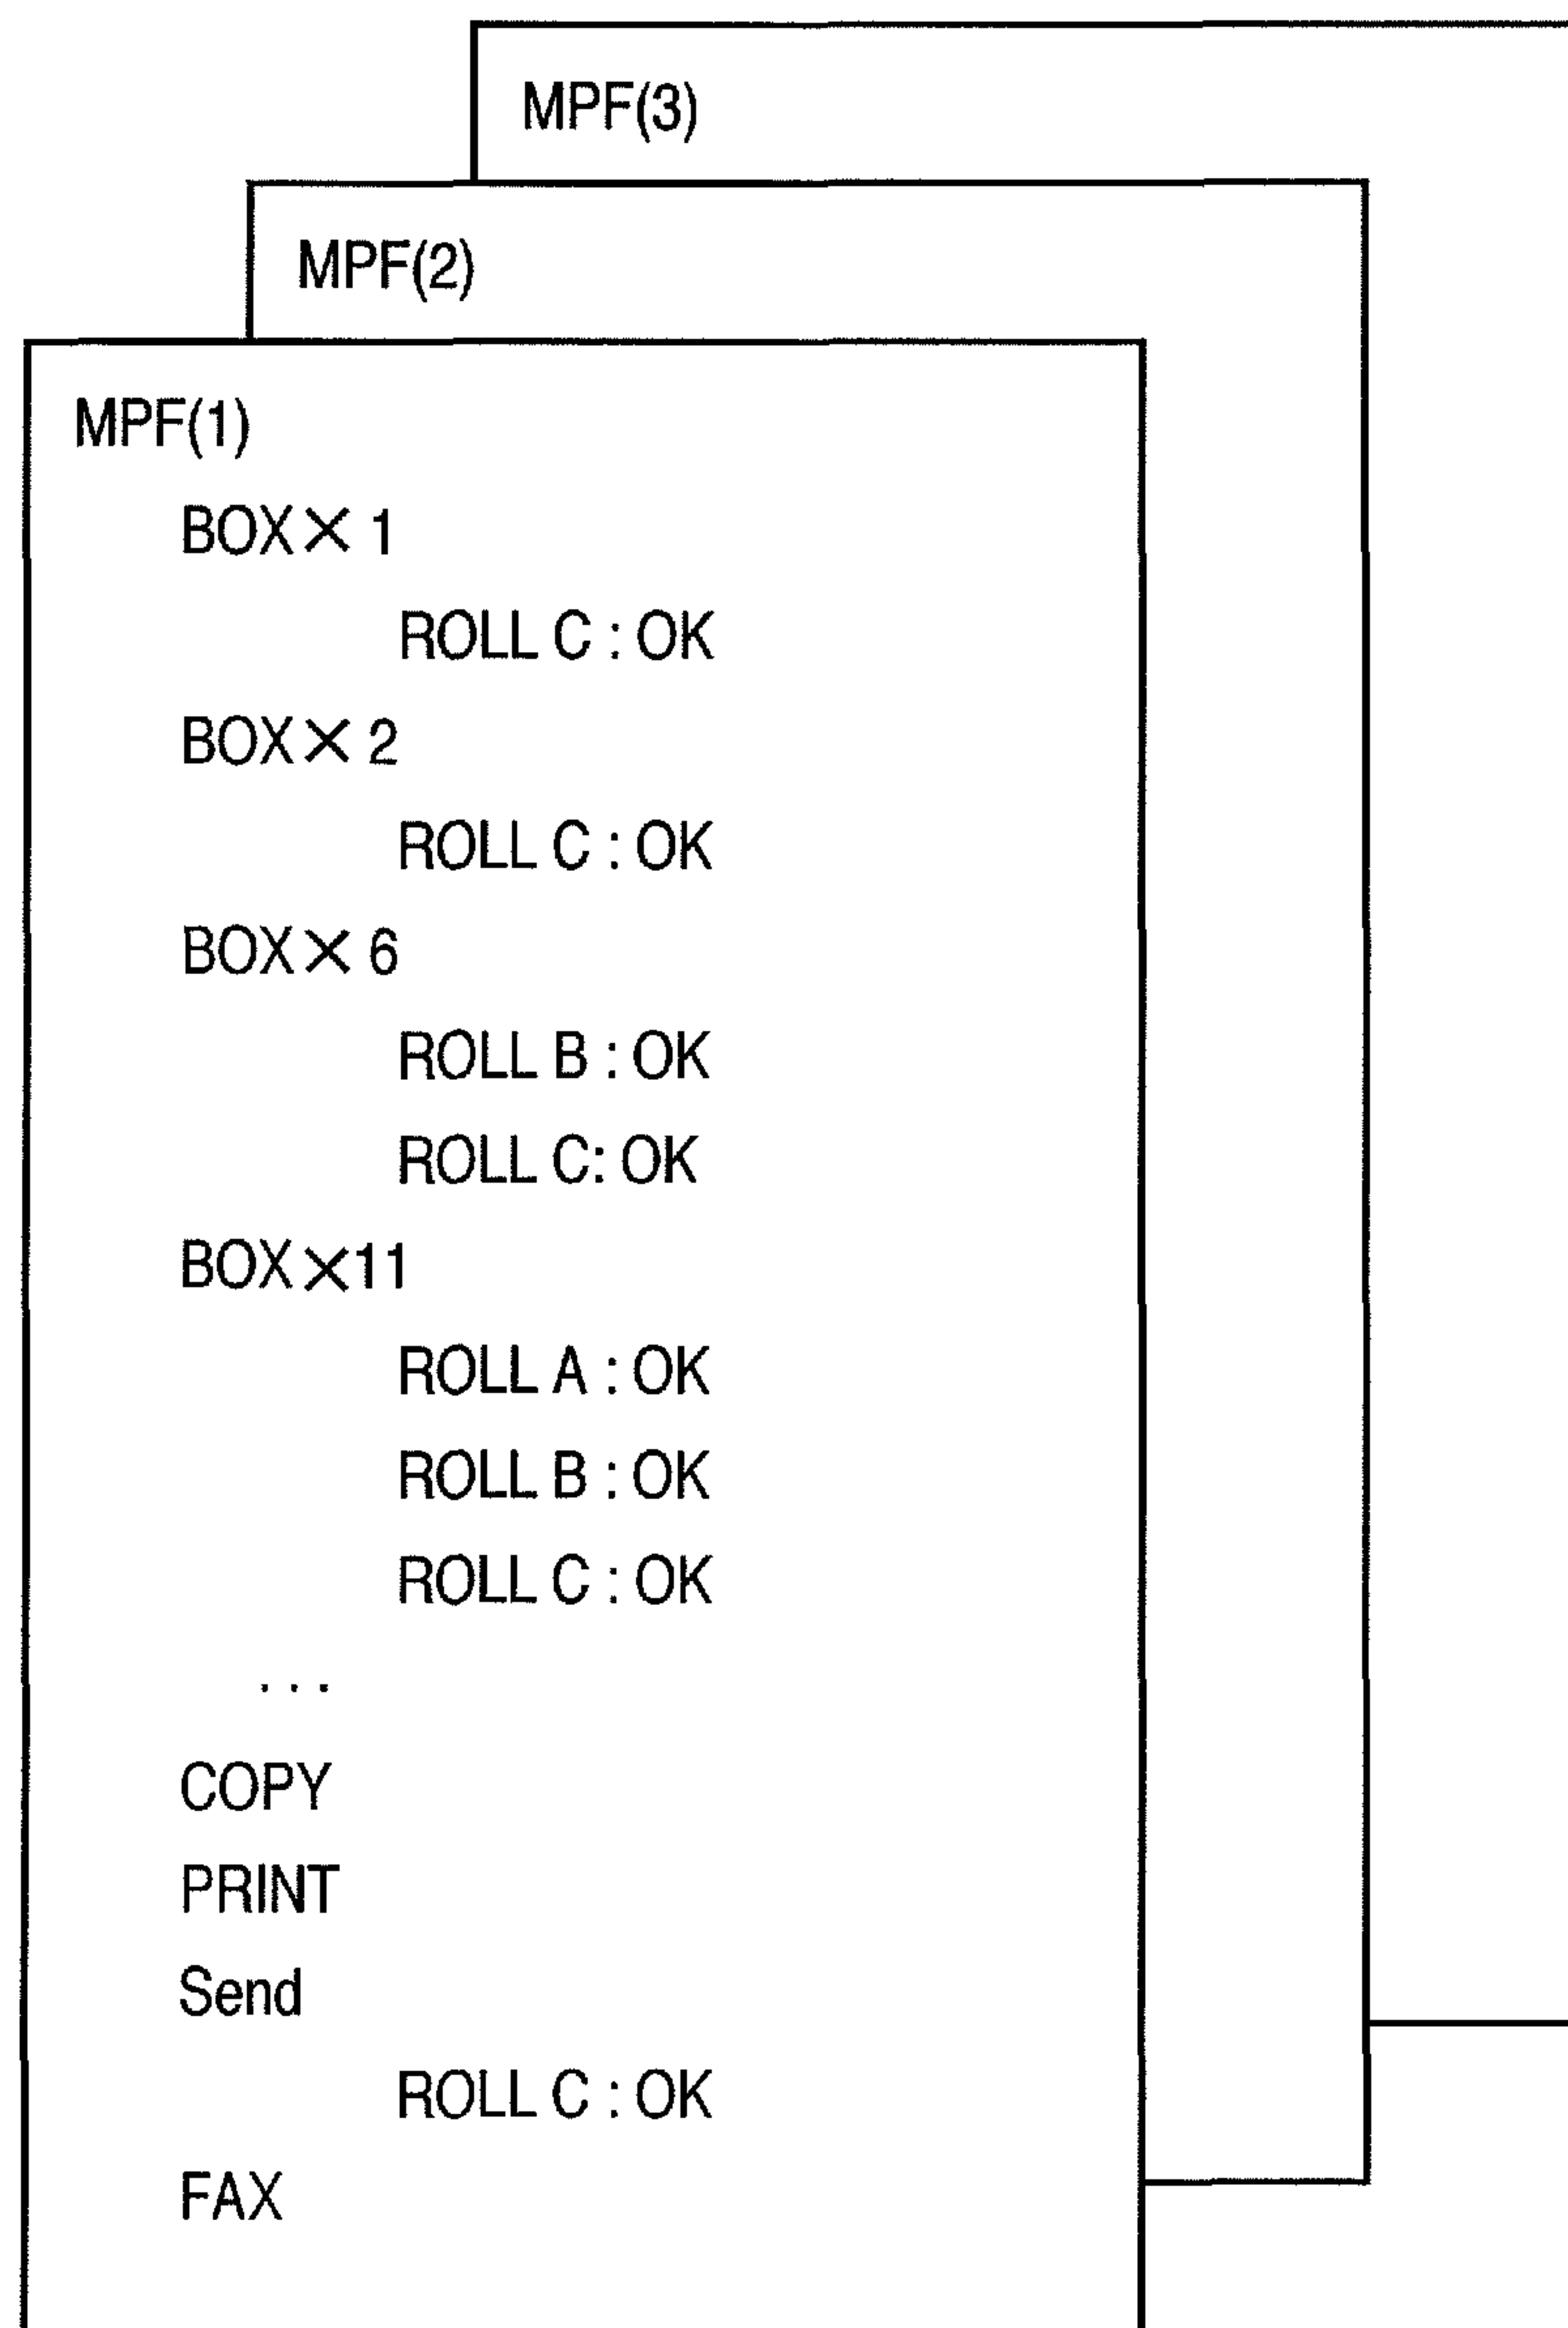 MPF(3)
MPF(2)
MPF(1)
BOX×1
ROLL C : OK
BOX×2
ROLL C : OK
BOX×6
ROLL B : OK
ROLL C: OK
BOX×11
ROLL A : OK
ROLL B : OK
ROLL C : OK
...
COPY
PRINT
Send
ROLL C : OK
FAX